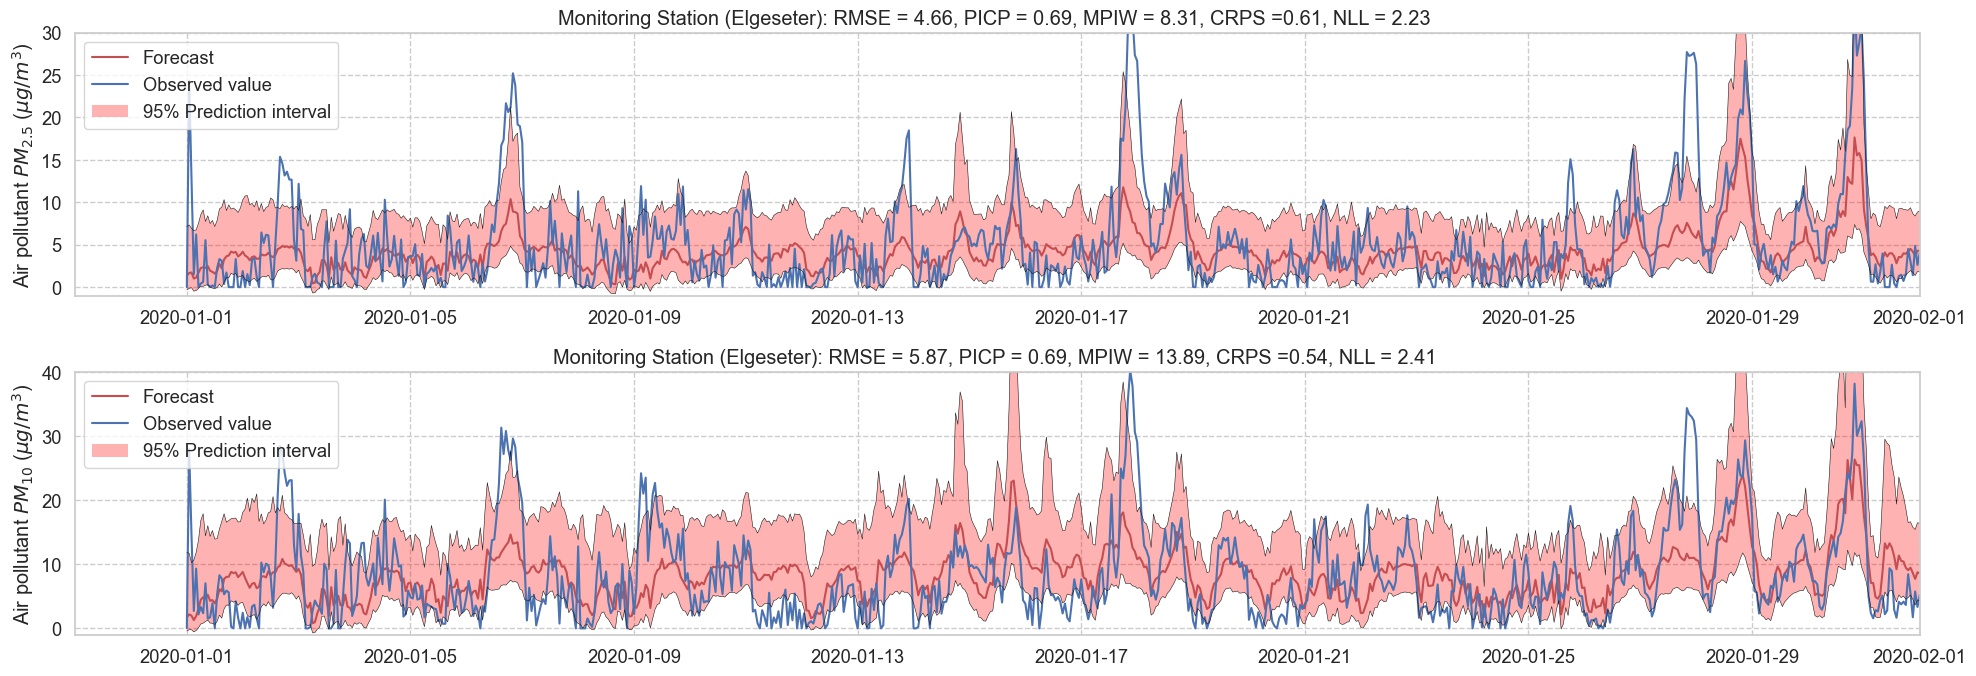 Monitoring Station (Elgeseter): RMSE = 4.66, PICP = 0.69, MPIW = 8.31, CRPS =0.61, NLL = 2.23
Air pollutant PM₂.₅ (μg/m³)
30
25
20
15
10
5
0
Forecast
Observed value
95% Prediction interval
2020-01-01 2020-01-05 2020-01-09 2020-01-13 2020-01-17 2020-01-21 2020-01-25 2020-01-29 2020-02-01
Monitoring Station (Elgeseter): RMSE = 5.87, PICP = 0.69, MPIW = 13.89, CRPS =0.54, NLL = 2.41
Air pollutant PM₁₀ (μg/m³)
40
30
20
10
0
Forecast
Observed value
95% Prediction interval
2020-01-01 2020-01-05 2020-01-09 2020-01-13 2020-01-17 2020-01-21 2020-01-25 2020-01-29 2020-02-01